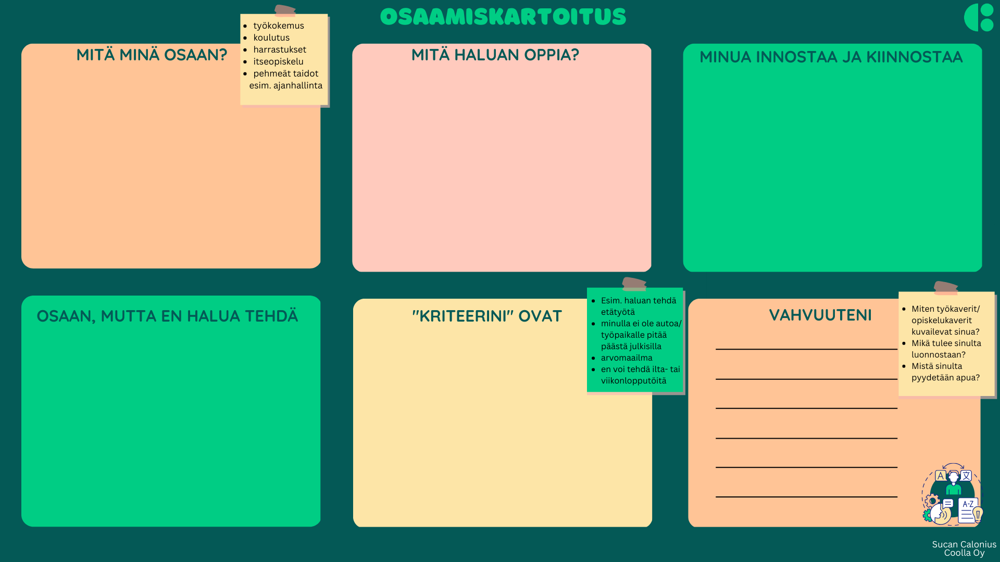 OSAAMISKARTOITUS
MITÄ MINÄ OSAAN?
työkokemus
koulutus
harrastukset
itseopiskelu
pehmeät taidot
esim. ajanhallinta
MITÄ HALUAN OPPIA?
MINUA INNOSTAA JA KIINNOSTAA
OSAAN, MUTTA EN HALUA TEHDÄ
"KRITEERINI" OVAT
Esim. haluan tehdä
etätyötä
minulla ei ole autoa/
työpaikalle pitää
päästä julkisilla
arvomaailma
en voi tehdä ilta- tai
viikonlopputöitä
VAHVUUTENI
Miten työkaverit/
opiskelukaverit
kuvailevat sinua?
Mikä tulee sinulta
luonnostaan?
Mistä sinulta
pyydetään apua?
A 文
A-Z
Sucan Calonius
Coolla Oy